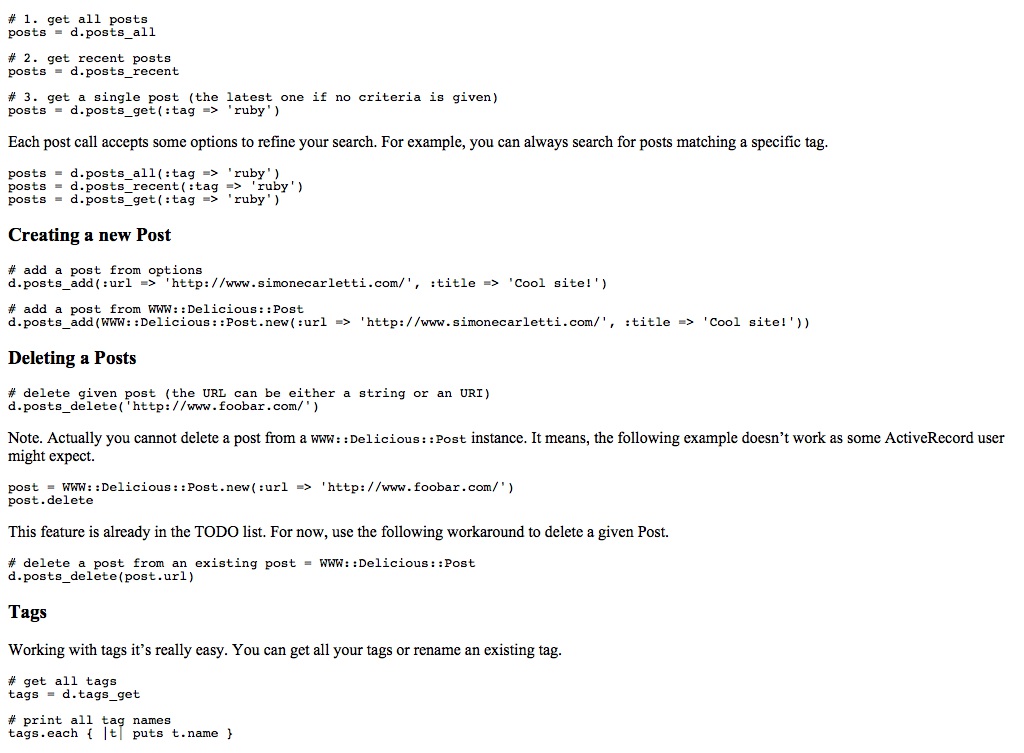 # 1. get all posts
posts = d.posts_all
# 2. get recent posts
posts = d.posts_recent
# 3. get a single post (the latest one if no criteria is given)
posts = d.posts_get(:tag => 'ruby')
Each post call accepts some options to refine your search. For example, you can always search for posts matching a specific tag.
posts = d.posts_all(:tag => 'ruby')
posts = d.posts_recent(:tag => 'ruby')
posts = d.posts_get(:tag => 'ruby')
Creating a new Post
# add a post from options
d.posts_add(:url => 'http://www.simonecarletti.com/', :title => 'Cool site!')
# add a post from WWW::Delicious::Post
d.posts_add(WWW::Delicious::Post.new(:url => 'http://www.simonecarletti.com/', :title => 'Cool site!'))
Deleting a Posts
# delete given post (the URL can be either a string or an URI)
d.posts_delete('http://www.foobar.com/')
Note. Actually you cannot delete a post from a WWW::Delicious::Post instance. It means, the following example doesn’t work as some ActiveRecord user
might expect.
post = WWW::Delicious::Post.new(:url => 'http://www.foobar.com/')
post.delete
This feature is already in the TODO list. For now, use the following workaround to delete a given Post.
# delete a post from an existing post = WWW::Delicious::Post
d.posts_delete(post.url)
Tags
Working with tags it’s really easy. You can get all your tags or rename an existing tag.
# get all tags
tags = d.tags_get
# print all tag names
tags.each { |t| puts t.name }